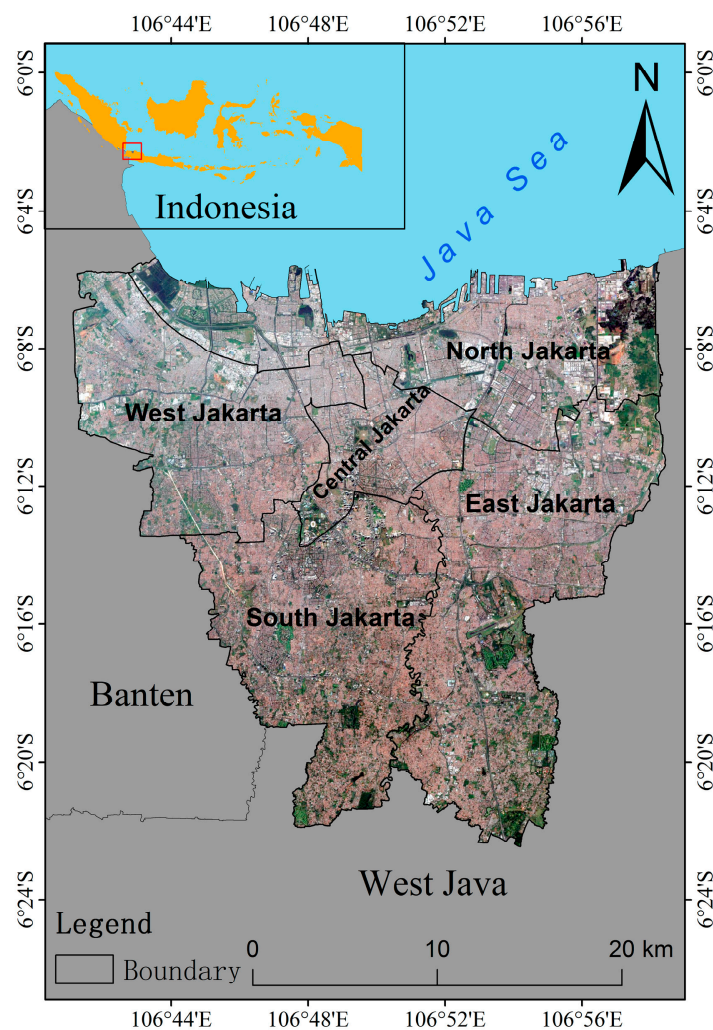 106°44'E 106°48'E 106°52'E 106°56'E
6°0'S 6°0'S
N
Indonesia
6°4'S 6°4'S
Java Sea
6°8'S 6°8'S
North Jakarta
West Jakarta
Central Jakarta
6°12'S 6°12'S
East Jakarta
South Jakarta
6°16'S 6°16'S
Banten
6°20'S 6°20'S
West Java
6°24'S 6°24'S
Legend
0 10 20 km
Boundary
106°44'E 106°48'E 106°52'E 106°56'E